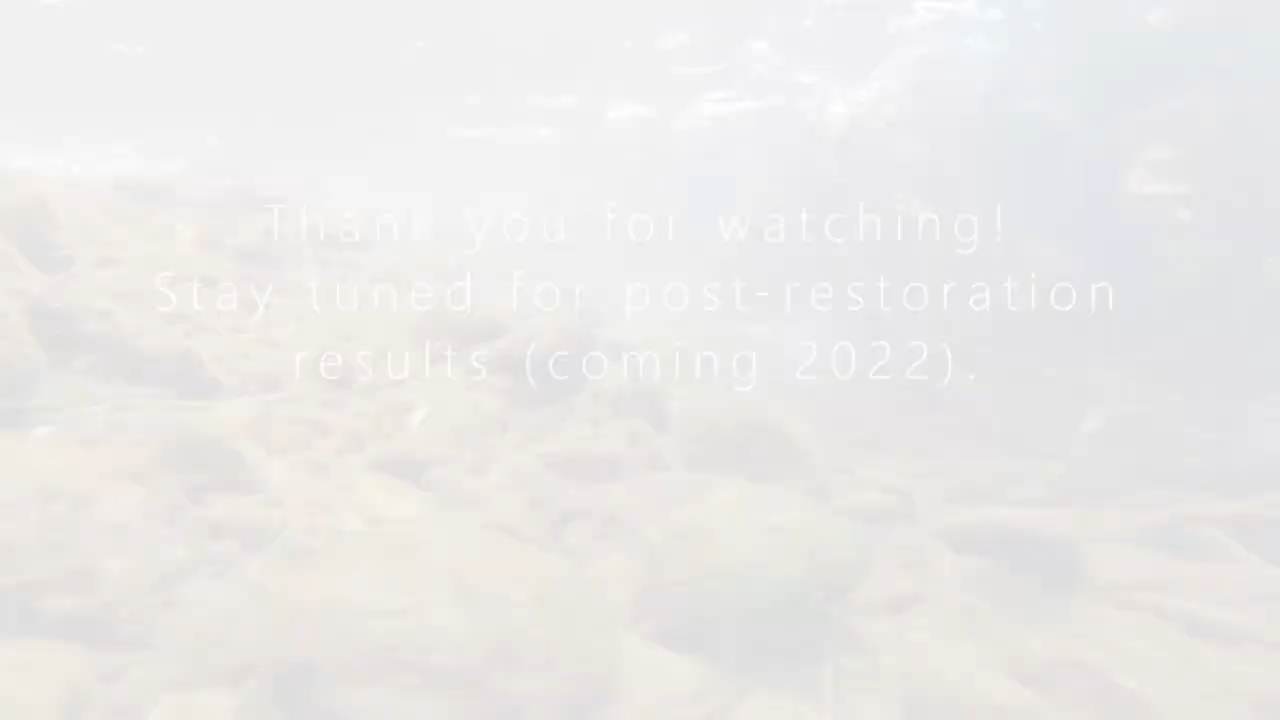 Thank you for watching!
Stay tuned for post-restoration
results (coming 2022).